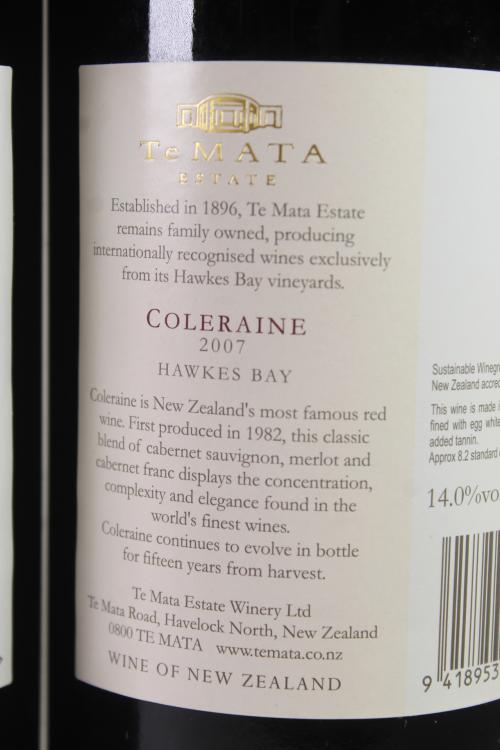 Te MATA
ESTATE
Established in 1896, Te Mata Estate
remains family owned, producing
internationally recognised wines exclusively
from its Hawkes Bay vineyards.
COLERAINE
2007
HAWKES BAY
Coleraine is New Zealand's most famous red
wine. First produced in 1982, this classic
blend of cabernet sauvignon, merlot and
cabernet franc displays the concentration,
complexity and elegance found in the
world's finest wines.
Coleraine continues to evolve in bottle
for fifteen years from harvest.
Te Mata Estate Winery Ltd
Te Mata Road, Havelock North, New Zealand
0800 TE MATA www.temata.co.nz
WINE OF NEW ZEALAND
Sustainable
New Zealand
This wine is made
fined with egg white
added tannin.
Approx 8.2 standard
14.0%vo
9 418953